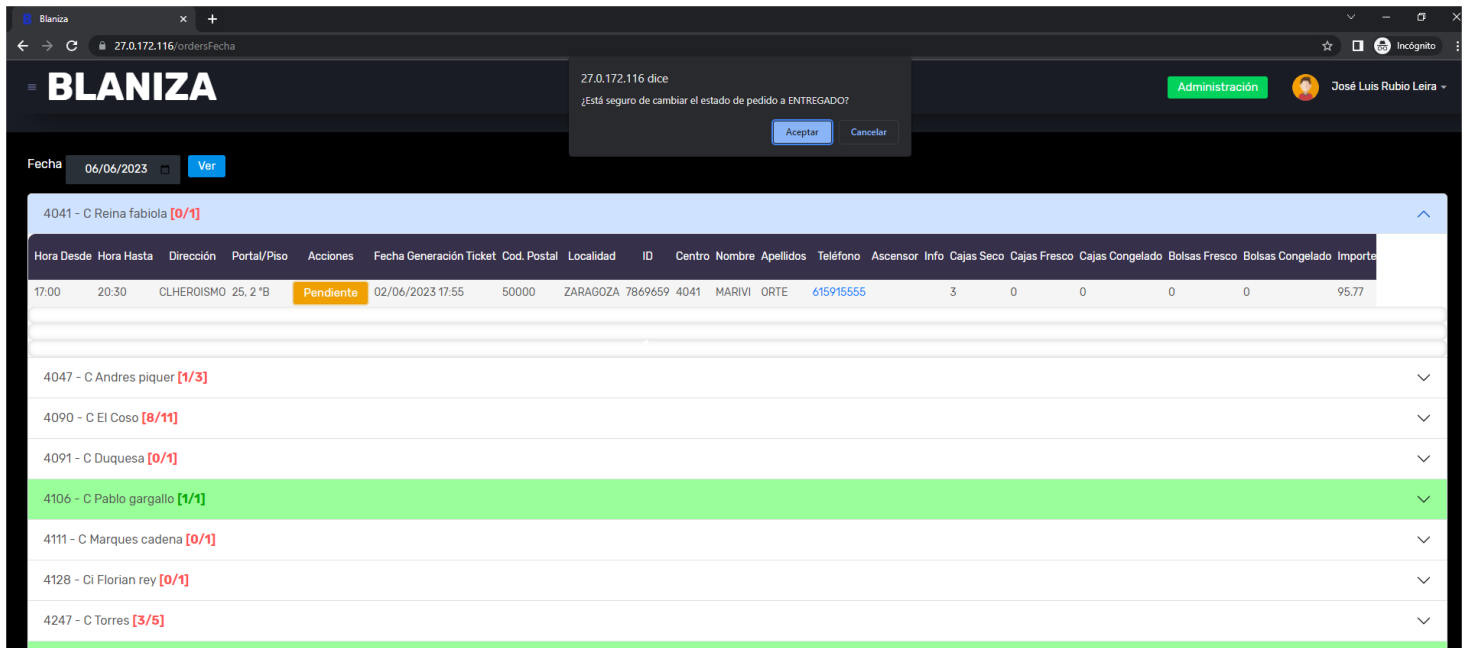 Blaniza
27.0.172.116/ordersFecha
Incógnito
BLANIZA
27.0.172.116 dice
¿Está seguro de cambiar el estado de pedido a ENTREGADO?
Aceptar Cancelar
Administración
José Luis Rubio Leira
Fecha 06/06/2023 Ver
4041 - C Reina fabiola [0/1]
Hora Desde Hora Hasta Dirección Portal/Piso Acciones Fecha Generación Ticket Cod. Postal Localidad ID Centro Nombre Apellidos Teléfono Ascensor Info Cajas Seco Cajas Fresco Cajas Congelado Bolsas Fresco Bolsas Congelado Importe
17:00 20:30 CLHEROISMO 25, 2 ºB Pendiente 02/06/2023 17:55 50000 ZARAGOZA 7869659 4041 MARIVI ORTE 615915555 3 0 0 0 0 95.77
4047 - C Andres piquer [1/3]
4090 - C El Coso [8/11]
4091 - C Duquesa [0/1]
4106 - C Pablo gargallo [1/1]
4111 - C Marques cadena [0/1]
4128 - Ci Florian rey [0/1]
4247 - C Torres [3/5]